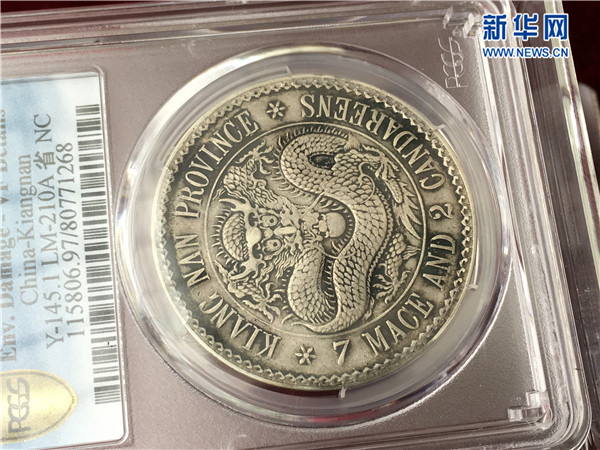 新华网
WWW.NEWS.CN
PCGS
Env. Damage - VF Details
China-Kiangnan
Y-145.1 LM-210A 省 NC
115806.97/80771268
PCGS
KIANG NAN PROVINCE
7 MACE AND 2 CANDAREENS